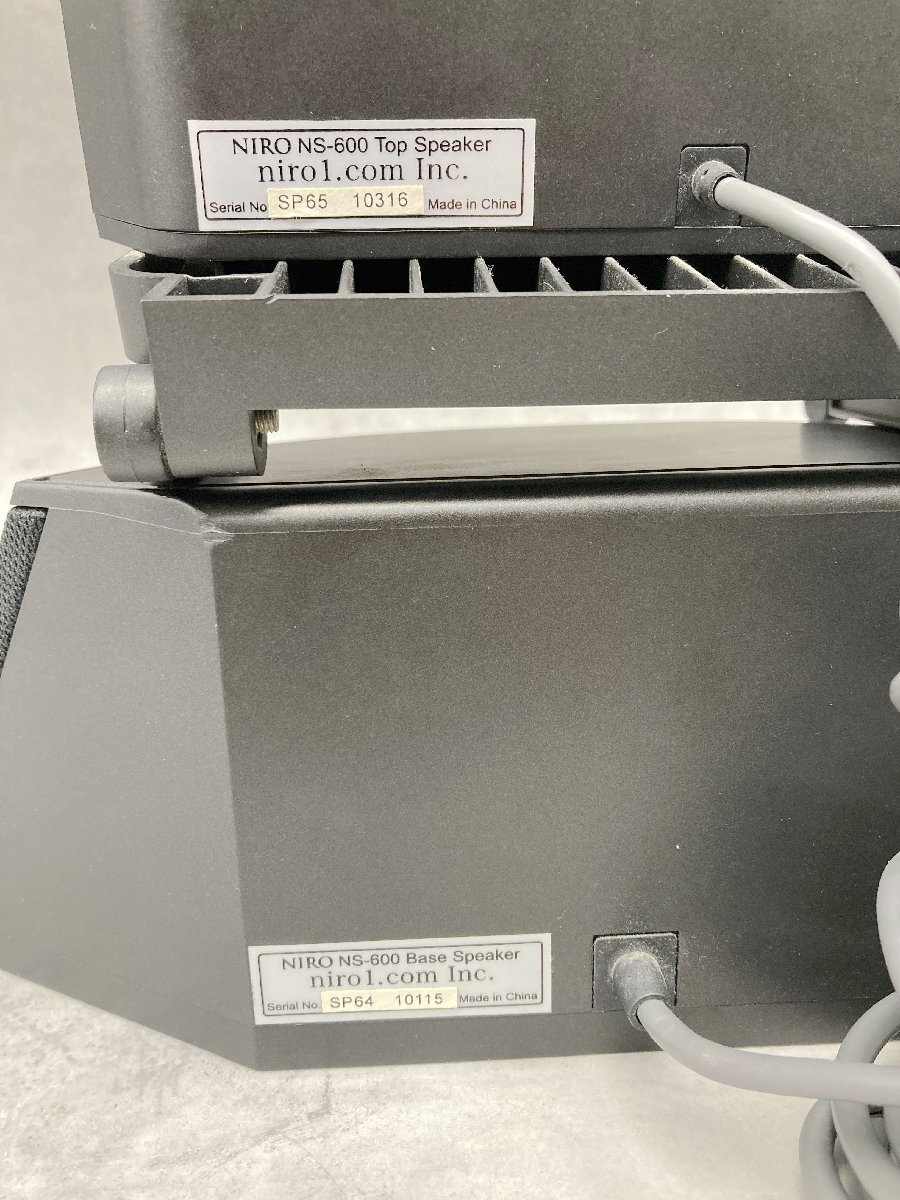 NIRO NS-600 Top Speaker
niro1.com Inc.
Serial No. SP65 10316 Made in China
NIRO NS-600 Base Speaker
niro1.com Inc.
Serial No. SP64 10115 Made in China